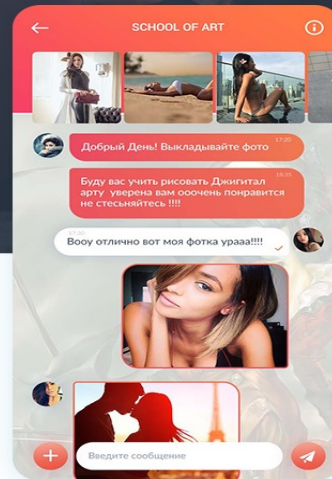 SCHOOL OF ART
17:20
Добрый День! Выкладывайте фото
18:35
Буду вас учить рисовать Джигитал
арту уверена вам ооочень понравится
не стесьняйтесь !!!!
17:30
Вооу отлично вот моя фотка урааа!!!!
Введите сообщение